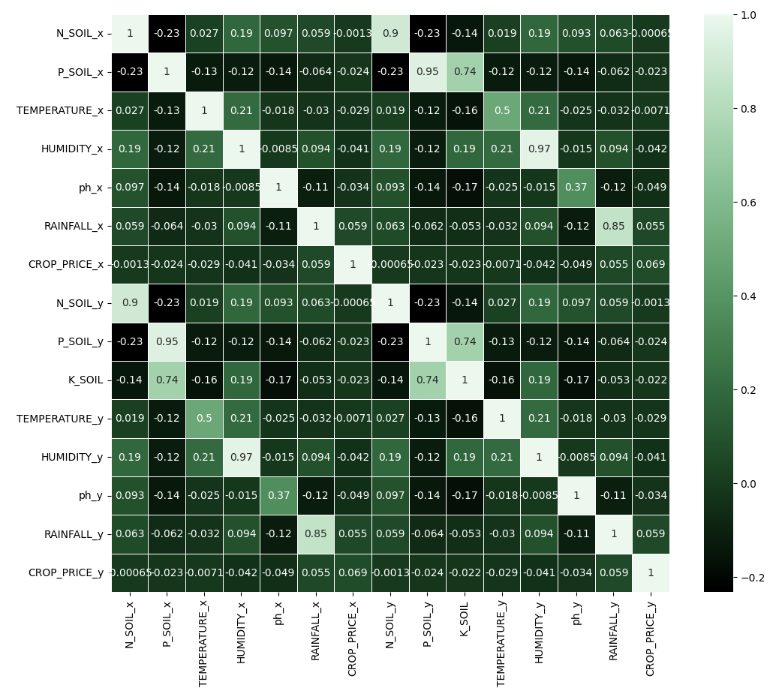 N_SOIL_x 1 -0.23 0.027 0.19 0.097 0.059 -0.0013 0.9 -0.23 -0.14 0.019 0.19 0.093 0.063 -0.00065
P_SOIL_x -0.23 1 -0.13 -0.12 -0.14 -0.064 -0.024 -0.23 0.95 0.74 -0.12 -0.12 -0.14 -0.062 -0.023
TEMPERATURE_x 0.027 -0.13 1 0.21 -0.018 -0.03 -0.029 0.019 -0.12 -0.16 0.5 0.21 -0.025 -0.032 -0.0071
HUMIDITY_x 0.19 -0.12 0.21 1 -0.0085 0.094 -0.041 0.19 -0.12 0.19 0.21 0.97 -0.015 0.094 -0.042
ph_x 0.097 -0.14 -0.018 -0.0085 1 -0.11 -0.034 0.093 -0.14 -0.17 -0.025 -0.015 0.37 -0.12 -0.049
RAINFALL_x 0.059 -0.064 -0.03 0.094 -0.11 1 0.059 0.063 -0.062 -0.053 -0.032 0.094 -0.12 0.85 0.055
CROP_PRICE_x -0.0013 -0.024 -0.029 -0.041 -0.034 0.059 1 -0.00065 -0.023 -0.023 -0.0071 -0.042 -0.049 0.055 0.069
N_SOIL_y 0.9 -0.23 0.019 0.19 0.093 0.063 -0.00065 1 -0.23 -0.14 0.027 0.19 0.097 0.059 -0.0013
P_SOIL_y -0.23 0.95 -0.12 -0.12 -0.14 -0.062 -0.023 -0.23 1 0.74 -0.13 -0.12 -0.14 -0.064 -0.024
K_SOIL -0.14 0.74 -0.16 0.19 -0.17 -0.053 -0.023 -0.14 0.74 1 -0.16 0.19 -0.17 -0.053 -0.022
TEMPERATURE_y 0.019 -0.12 0.5 0.21 -0.025 -0.032 -0.0071 0.027 -0.13 -0.16 1 0.21 -0.018 -0.03 -0.029
HUMIDITY_y 0.19 -0.12 0.21 0.97 -0.015 0.094 -0.042 0.19 -0.12 0.19 0.21 1 -0.0085 0.094 -0.041
ph_y 0.093 -0.14 -0.025 -0.015 0.37 -0.12 -0.049 0.097 -0.14 -0.17 -0.018 -0.0085 1 -0.11 -0.034
RAINFALL_y 0.063 -0.062 -0.032 0.094 -0.12 0.85 0.055 0.059 -0.064 -0.053 -0.03 0.094 -0.11 1 0.059
CROP_PRICE_y -0.00065 -0.023 -0.0071 -0.042 -0.049 0.055 0.069 -0.0013 -0.024 -0.022 -0.029 -0.041 -0.034 0.059 1
N_SOIL_x P_SOIL_x TEMPERATURE_x HUMIDITY_x ph_x RAINFALL_x CROP_PRICE_x N_SOIL_y P_SOIL_y K_SOIL TEMPERATURE_y HUMIDITY_y ph_y RAINFALL_y CROP_PRICE_y
1.0
0.8
0.6
0.4
0.2
0.0
−0.2